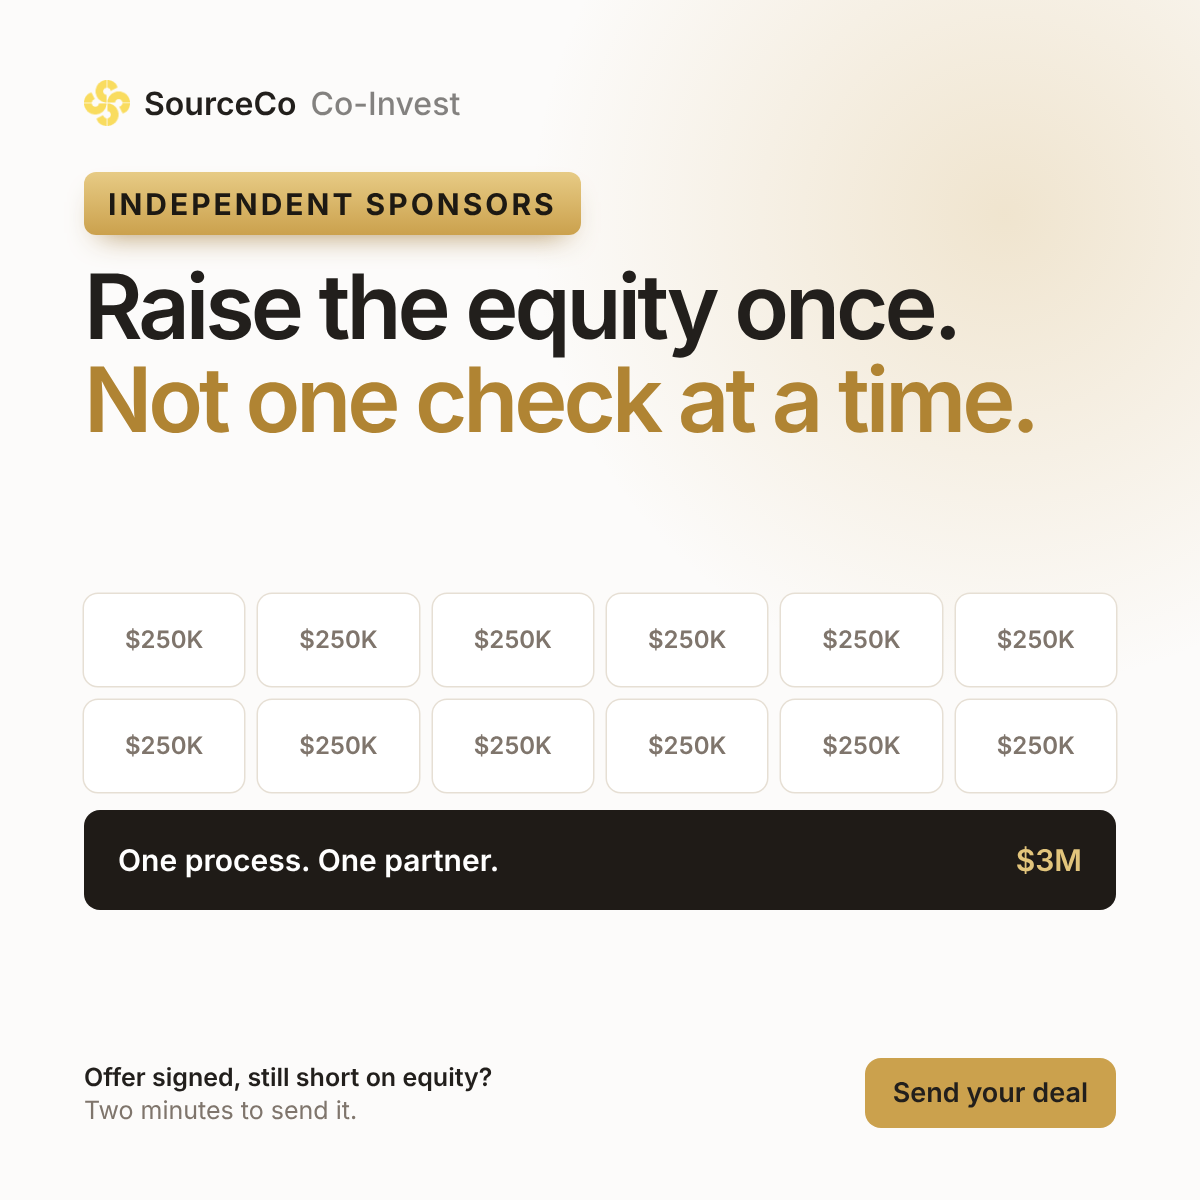 SourceCo Co-Invest
INDEPENDENT SPONSORS
Raise the equity once.
Not one check at a time.
$250K $250K $250K $250K $250K $250K
$250K $250K $250K $250K $250K $250K
One process. One partner. $3M
Offer signed, still short on equity?
Two minutes to send it.
Send your deal